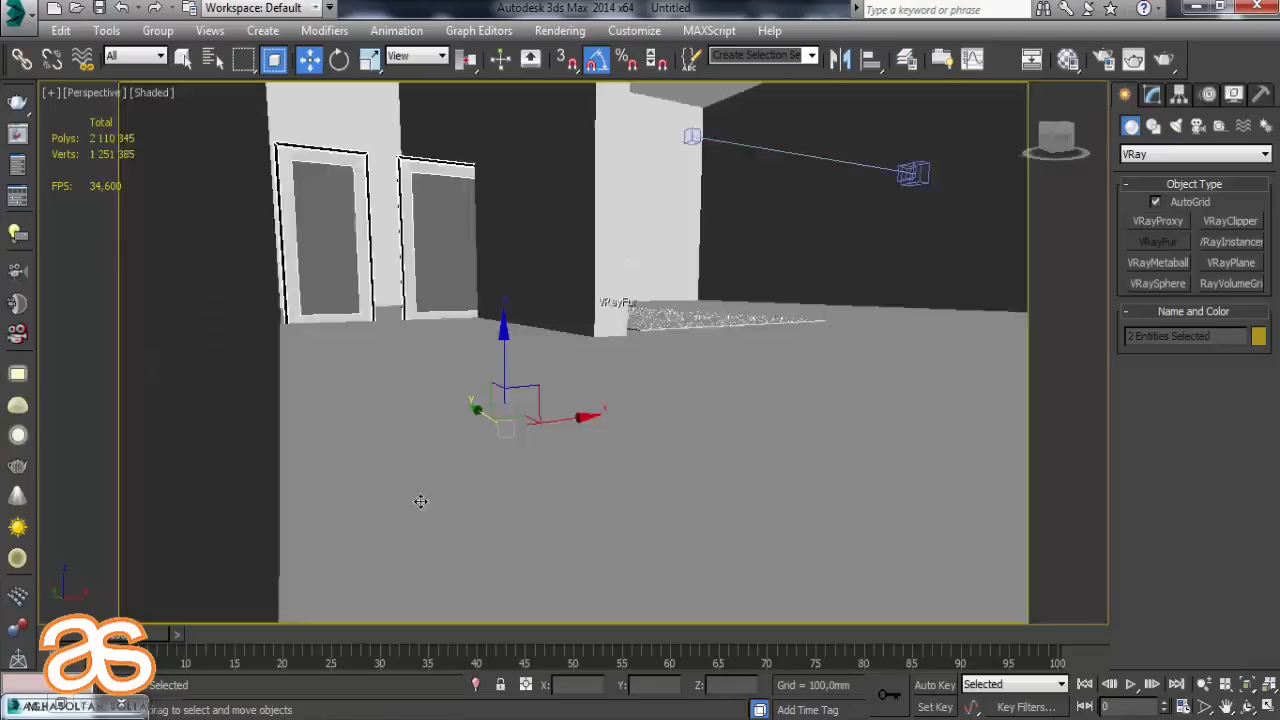 Workspace: Default
Autodesk 3ds Max 2014 x64 Untitled
Type a keyword or phrase
Edit Tools Group Views Create Modifiers Animation Graph Editors Rendering Customize MAXScript Help
All
View
3
Create Selection Se
[+] [Perspective ] [Shaded ]
Total
Polys: 2 110 345
Verts: 1 251 385
FPS: 34,600
VRayFur
z
y
x
VRay
Object Type
AutoGrid
VRayProxy VRayClipper
VRayFur /RayInstancer
VRayMetaball VRayPlane
VRaySphere RayVolumeGri
Name and Color
2 Entities Selected
as
10 15 20 25 30 35 40 45 50 55 60 65 70 75 80 85 90 95 100
Selected X: Y: Z: Grid = 100,0mm Auto Key Selected
drag to select and move objects Add Time Tag Set Key Key Filters... 0